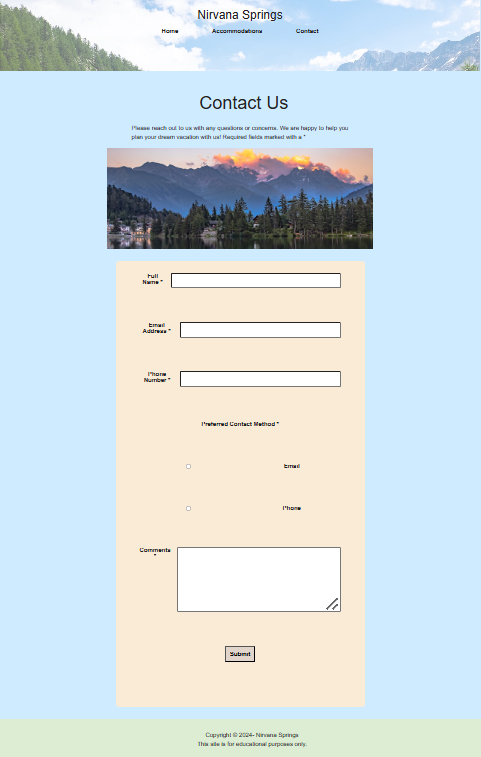 Nirvana Springs
Home Accommodations Contact
Contact Us
Please reach out to us with any questions or concerns. We are happy to help you
plan your dream vacation with us! Required fields marked with a *
Full
Name *
Email
Address *
Phone
Number *
Preferred Contact Method *
Email
Phone
Comments
*
Submit
Copyright © 2024- Nirvana Springs
This site is for educational purposes only.